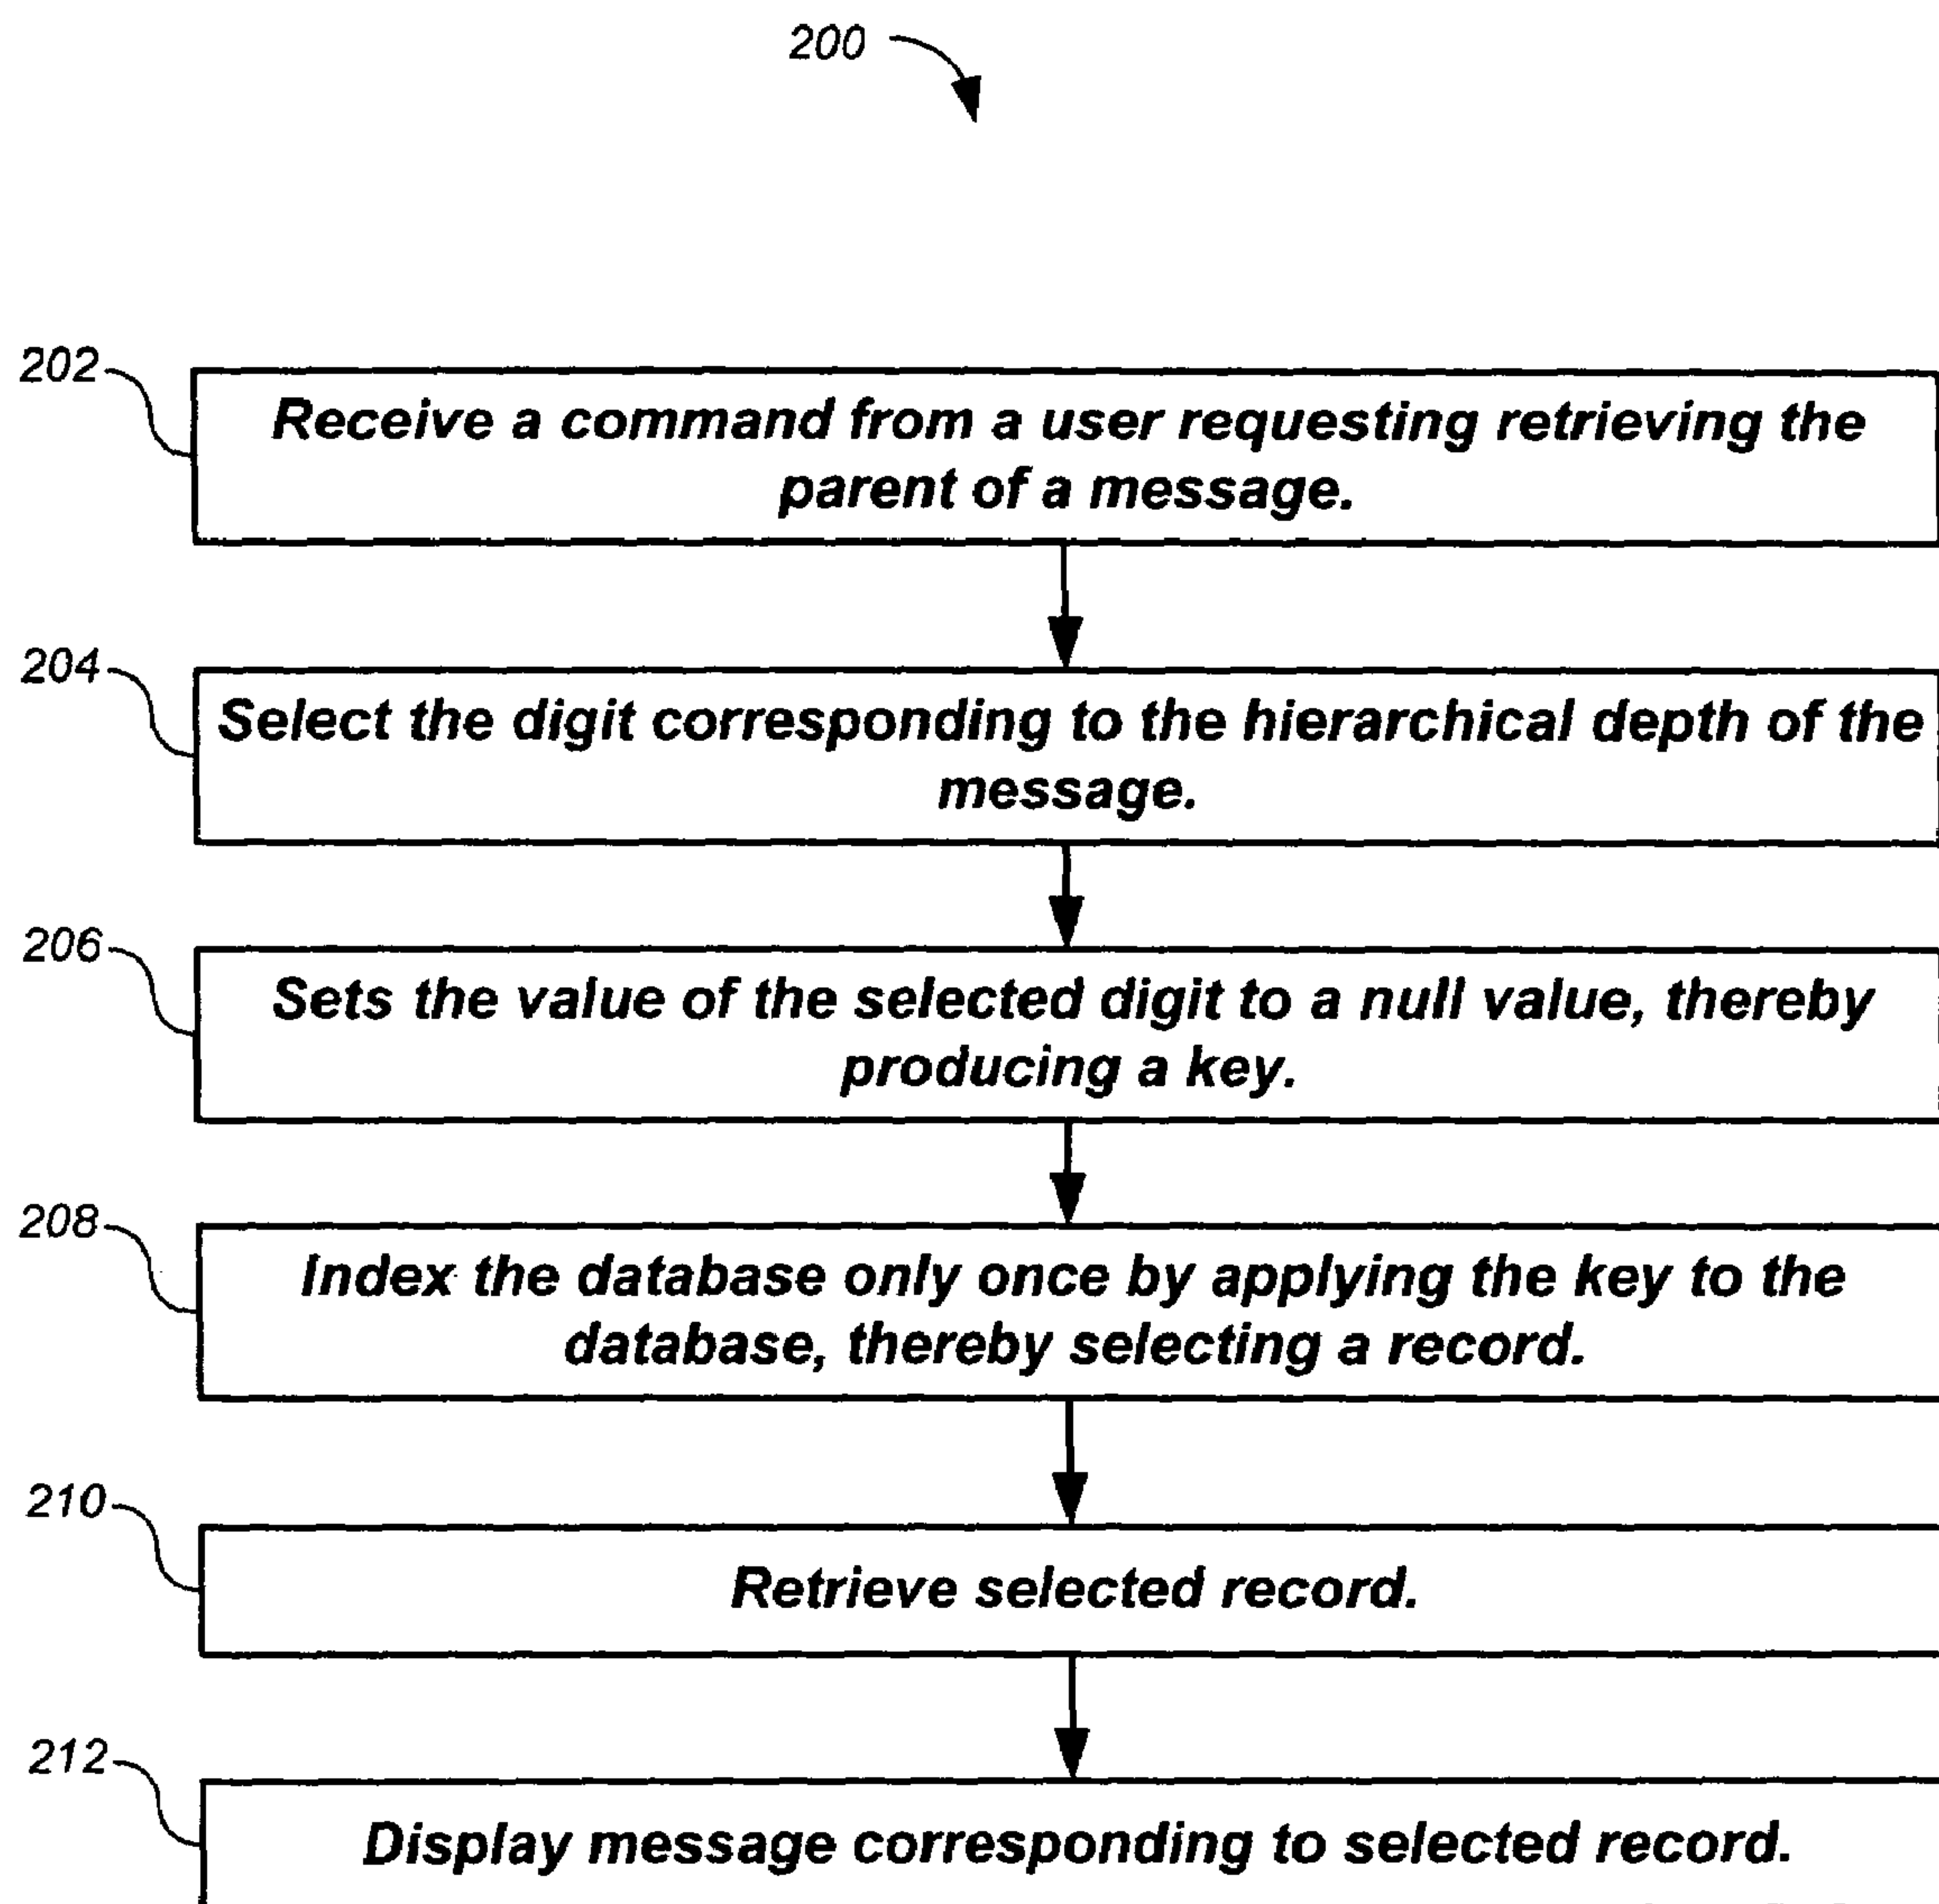 200
202
Receive a command from a user requesting retrieving the
parent of a message.
204
Select the digit corresponding to the hierarchical depth of the
message.
206
Sets the value of the selected digit to a null value, thereby
producing a key.
208
Index the database only once by applying the key to the
database, thereby selecting a record.
210
Retrieve selected record.
212
Display message corresponding to selected record.